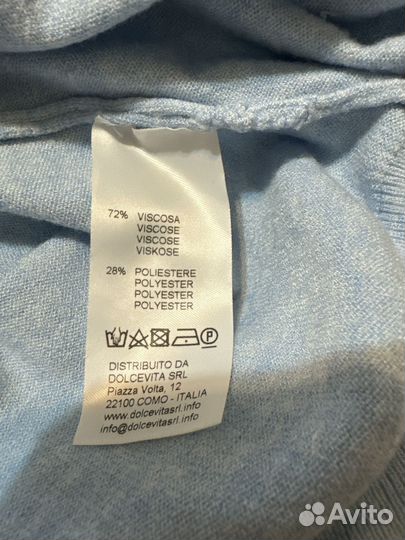 72% VISCOSA
VISCOSE
VISCOSE
VISKOSE
28% POLIESTERE
POLYESTER
POLYESTER
POLYESTER
DISTRIBUITO DA
DOLCEVITA SRL
Piazza Volta, 12
22100 COMO - ITALIA
www.dolcevitasrl.info
info@dolcevitasrl.info
Avito